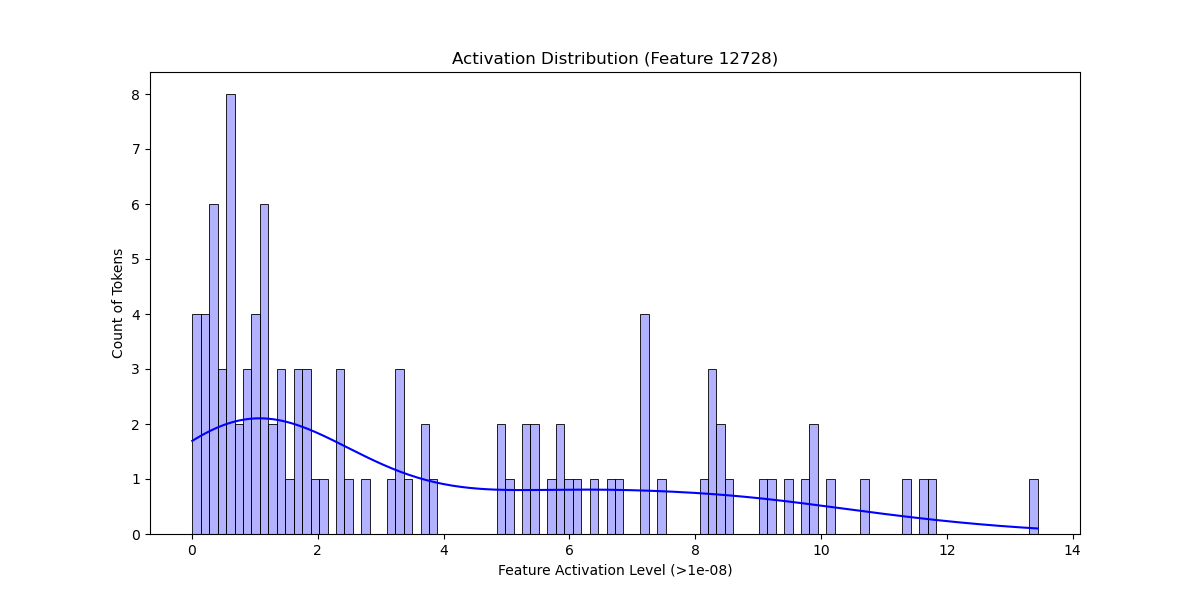 Activation Distribution (Feature 12728)
8
7
6
5
4
3
2
1
0
Count of Tokens
0 2 4 6 8 10 12 14
Feature Activation Level (>1e-08)